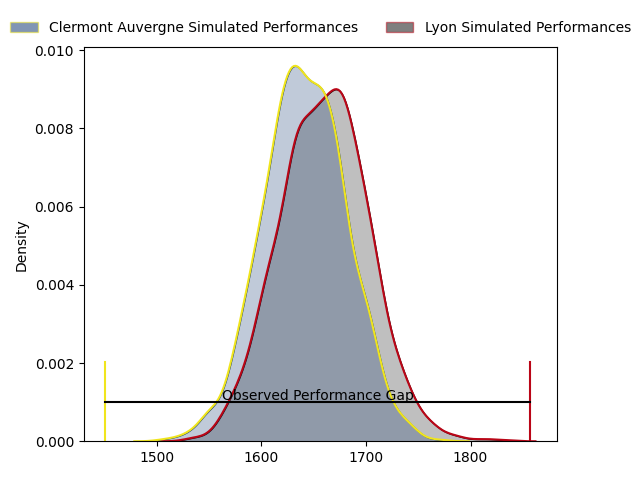 Clermont Auvergne Simulated Performances
Lyon Simulated Performances
0.010
0.008
0.006
0.004
0.002
0.000
Density
Observed Performance Gap
1500
1600
1700
1800